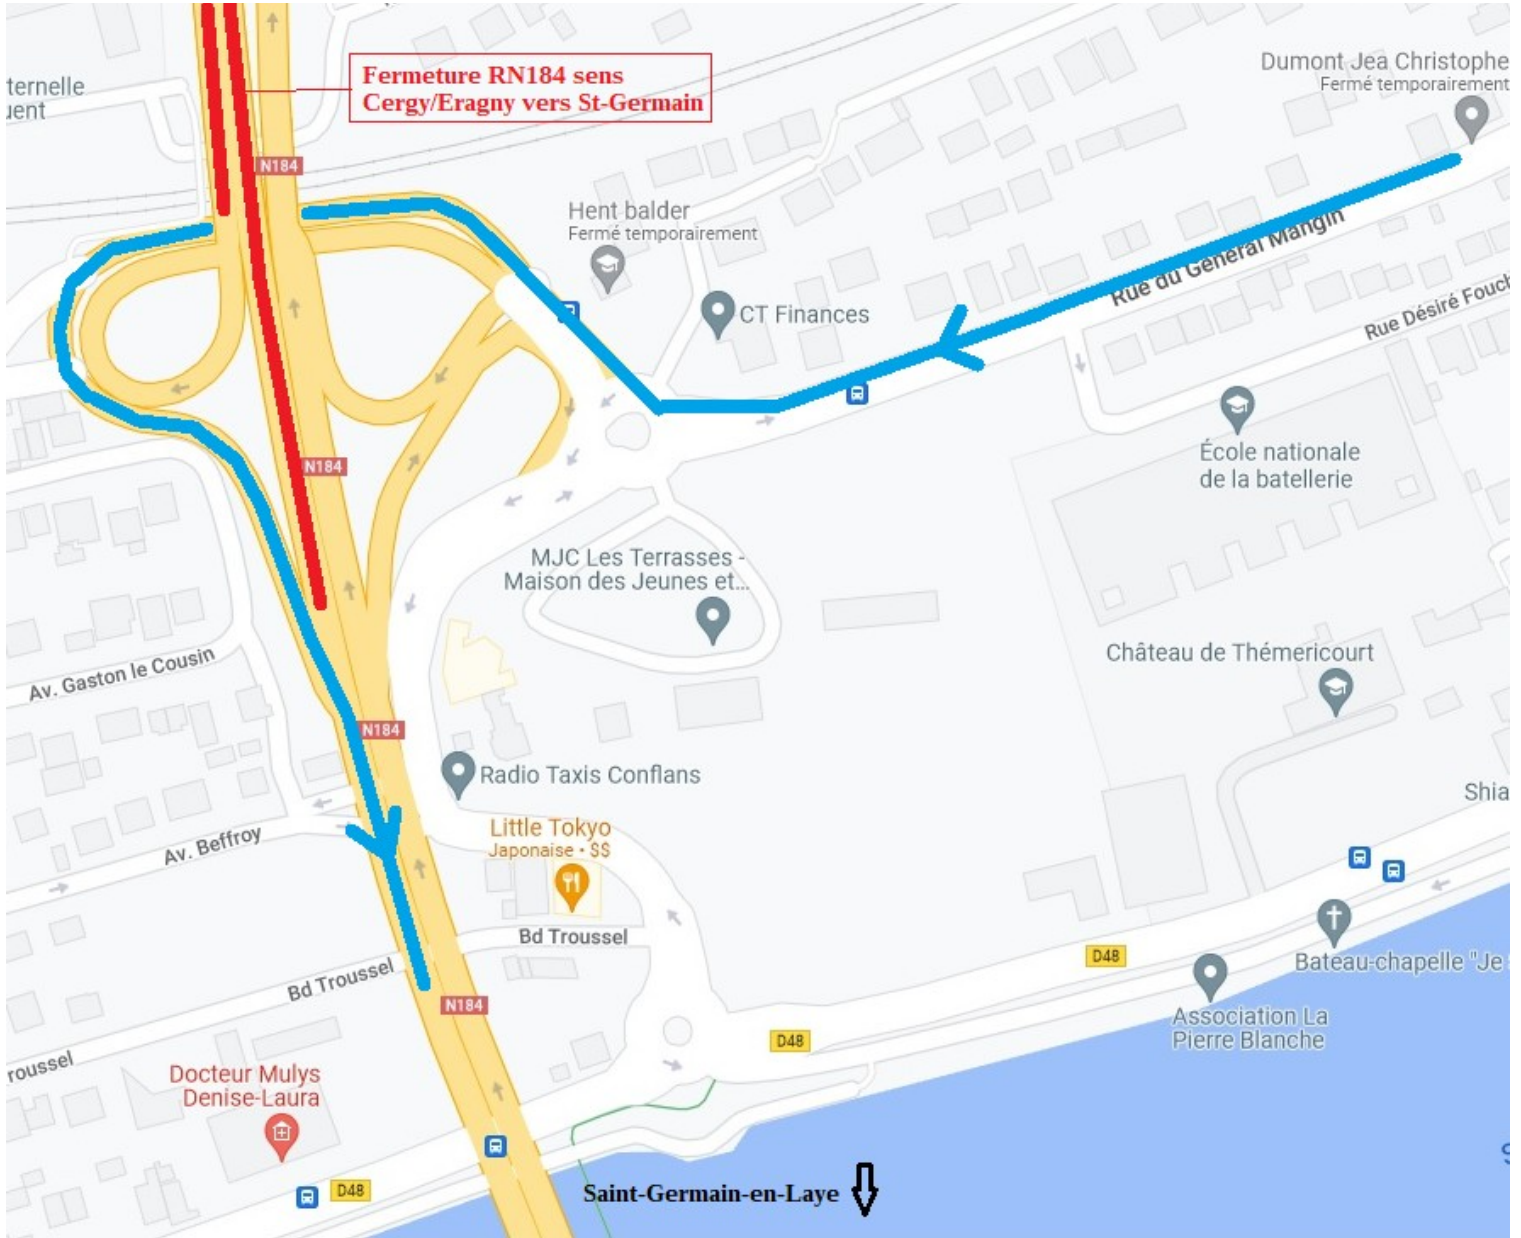 Fermeture RN184 sens
Cergy/Eragny vers St-Germain
Dumont Jea Christophe
Fermé temporairement
ternelle
N184
Hent balder
Fermé temporairement
Rue du Général Mangin
CT Finances
Rue Désiré Fouch
École nationale
de la batellerie
N184
MJC Les Terrasses -
Maison des Jeunes et...
Château de Thémericourt
Av. Gaston le Cousin
N184
Radio Taxis Conflans
Shia
Little Tokyo
Japonaise • $$
Av. Beffroy
Bd Troussel
D48
Bateau-chapelle "Je
Bd Troussel
N184
Association La
Pierre Blanche
D48
roussel
Docteur Mulys
Denise-Laura
D48
Saint-Germain-en-Laye